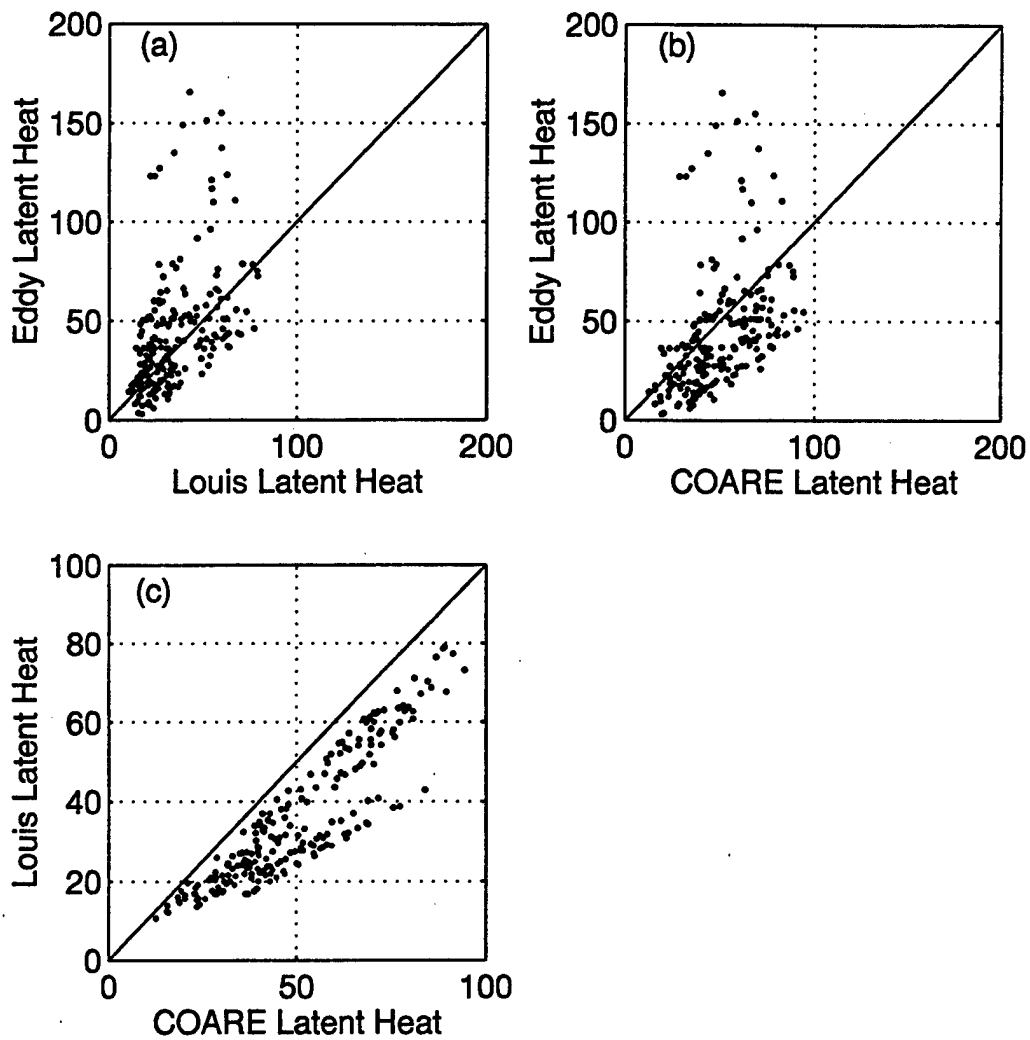 (a)
200
150
100
50
0
0 100 200
Eddy Latent Heat
Louis Latent Heat
(b)
200
150
100
50
0
0 100 200
Eddy Latent Heat
COARE Latent Heat
(c)
100
80
60
40
20
0
0 50 100
Louis Latent Heat
COARE Latent Heat